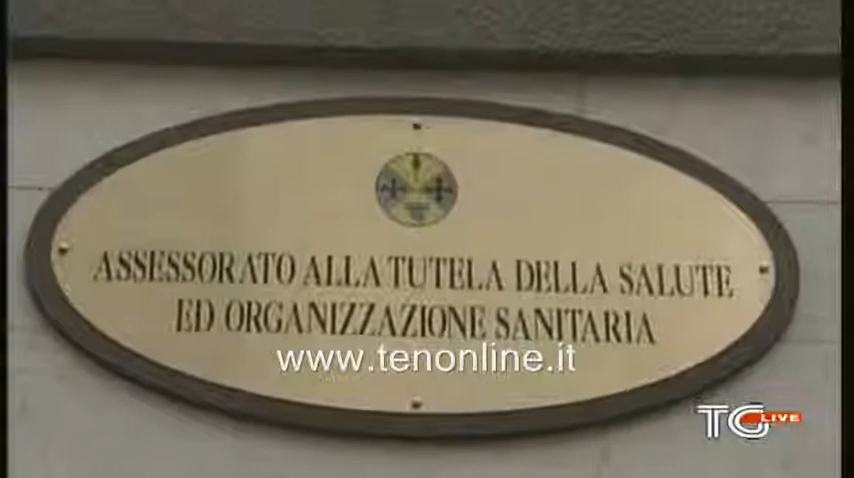 ASSESSORATO ALLA TUTELA DELLA SALUTE
ED ORGANIZZAZIONE SANITARIA
www.tenonline.it
TG LIVE